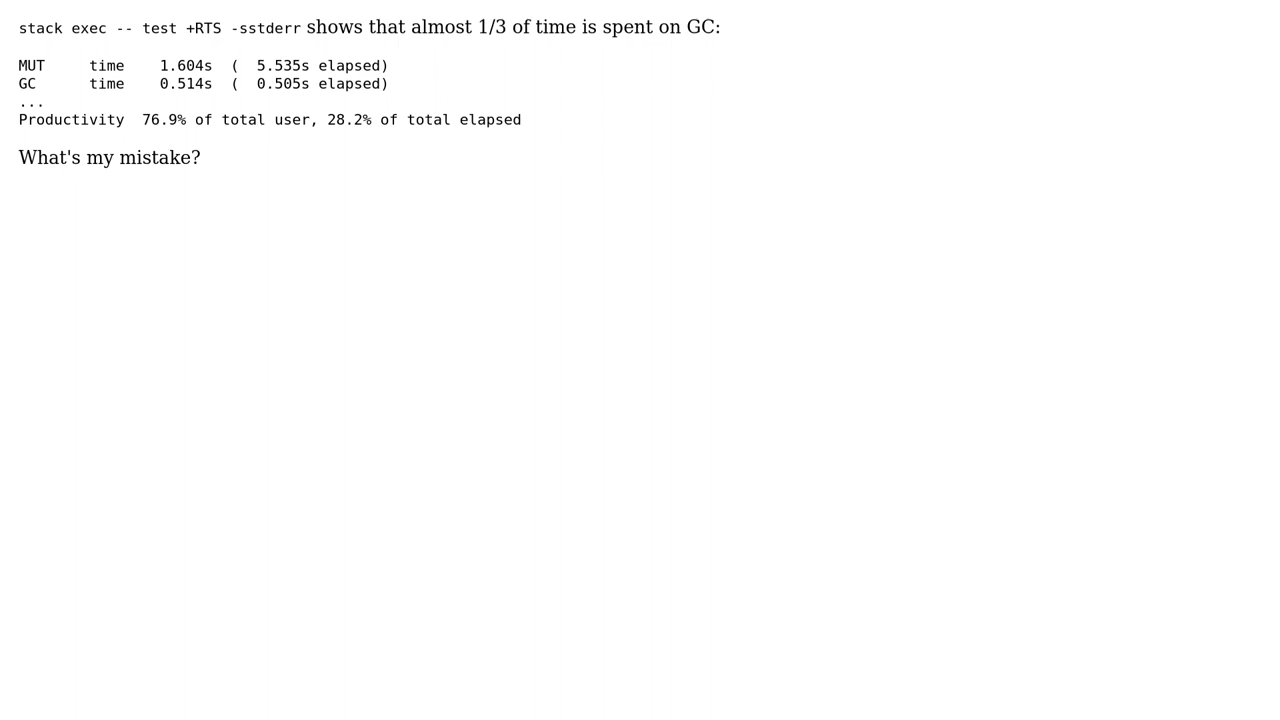 stack exec -- test +RTS -sstderr shows that almost 1/3 of time is spent on GC:
MUT     time    1.604s  (  5.535s elapsed)
GC      time    0.514s  (  0.505s elapsed)
...
Productivity  76.9% of total user, 28.2% of total elapsed
What's my mistake?